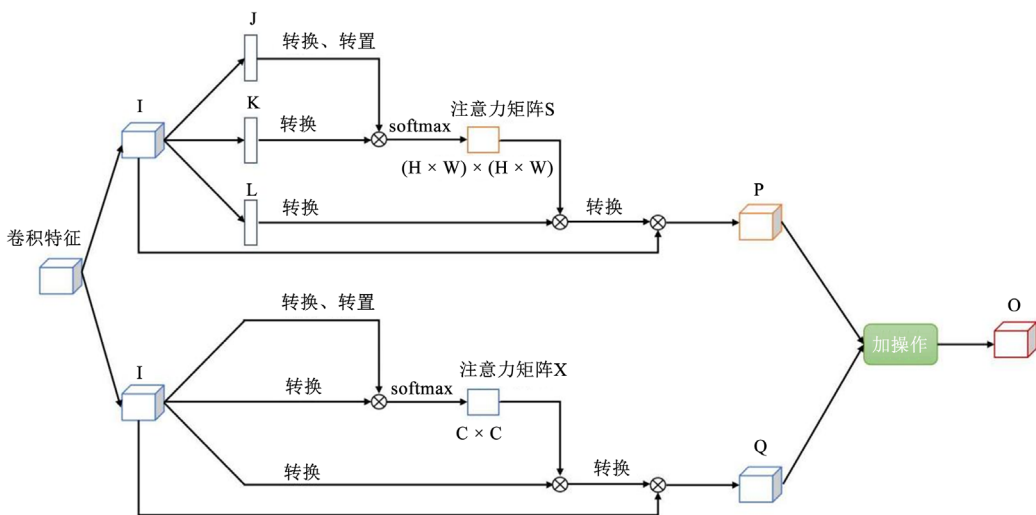 J
转换、转置
I
K
转换
softmax
注意力矩阵S
(H × W) × (H × W)
L
转换
转换
P
卷积特征
转换、转置
O
加操作
I
转换
softmax
注意力矩阵X
C × C
转换
转换
Q